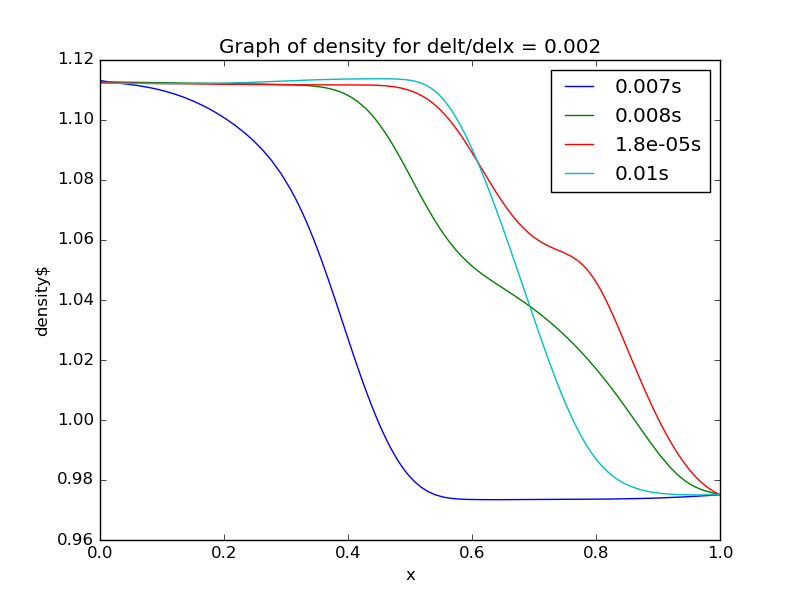 Graph of density for delt/delx = 0.002
1.12
1.10
1.08
1.06
1.04
1.02
1.00
0.98
0.96
density$
0.007s
0.008s
1.8e-05s
0.01s
0.0 0.2 0.4 0.6 0.8 1.0
x